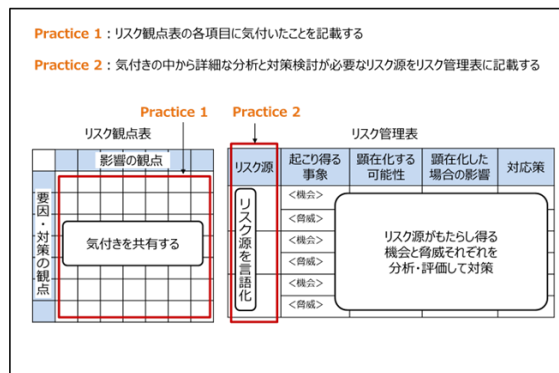 Practice 1：リスク観点表の各項目に気付いたことを記載する
Practice 2：気付きの中から詳細な分析と対策検討が必要なリスク源をリスク管理表に記載する
Practice 1
Practice 2
リスク観点表
リスク管理表
影響の観点
要因・対策の観点
気付きを共有する
リスク源
起こり得る
事象
顕在化する
可能性
顕在化した
場合の影響
対応策
リスク源を言語化
＜機会＞
＜脅威＞
＜機会＞
＜脅威＞
＜機会＞
＜脅威＞
リスク源がもたらし得る
機会と脅威それぞれを
分析・評価して対策